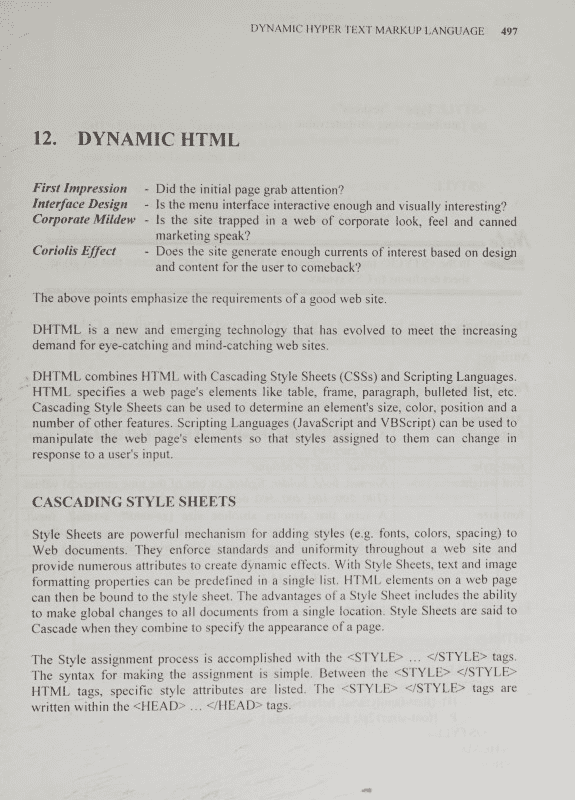 DYNAMIC HYPER TEXT MARKUP LANGUAGE 497
12. DYNAMIC HTML
First Impression - Did the initial page grab attention?
Interface Design - Is the menu interface interactive enough and visually interesting?
Corporate Mildew - Is the site trapped in a web of corporate look, feel and canned
marketing speak?
Coriolis Effect - Does the site generate enough currents of interest based on design
and content for the user to comeback?
The above points emphasize the requirements of a good web site.
DHTML is a new and emerging technology that has evolved to meet the increasing
demand for eye-catching and mind-catching web sites.
DHTML combines HTML with Cascading Style Sheets (CSSs) and Scripting Languages.
HTML specifies a web page's elements like table, frame, paragraph, bulleted list, etc.
Cascading Style Sheets can be used to determine an element's size, color, position and a
number of other features. Scripting Languages (JavaScript and VBScript) can be used to
manipulate the web page's elements so that styles assigned to them can change in
response to a user's input.
CASCADING STYLE SHEETS
Style Sheets are powerful mechanism for adding styles (e.g. fonts, colors, spacing) to
Web documents. They enforce standards and uniformity throughout a web site and
provide numerous attributes to create dynamic effects. With Style Sheets, text and image
formatting properties can be predefined in a single list. HTML elements on a web page
can then be bound to the style sheet. The advantages of a Style Sheet includes the ability
to make global changes to all documents from a single location. Style Sheets are said to
Cascade when they combine to specify the appearance of a page.
The Style assignment process is accomplished with the <STYLE> ... </STYLE> tags.
The syntax for making the assignment is simple. Between the <STYLE> </STYLE>
HTML tags, specific style attributes are listed. The <STYLE> </STYLE> tags are
written within the <HEAD> ... </HEAD> tags.